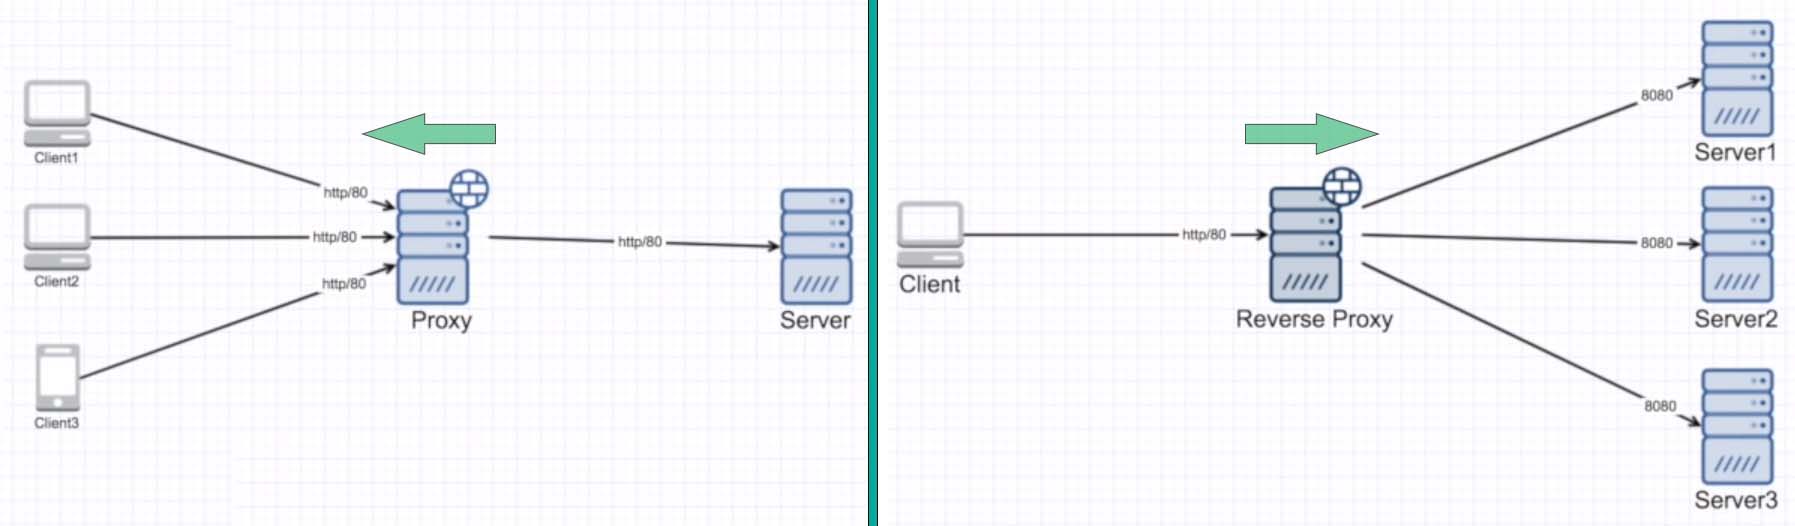 Client1
http/80
Client2
http/80
http/80
Client3
Proxy
http/80
Server
Client
http/80
Reverse Proxy
8080
Server1
8080
Server2
8080
Server3